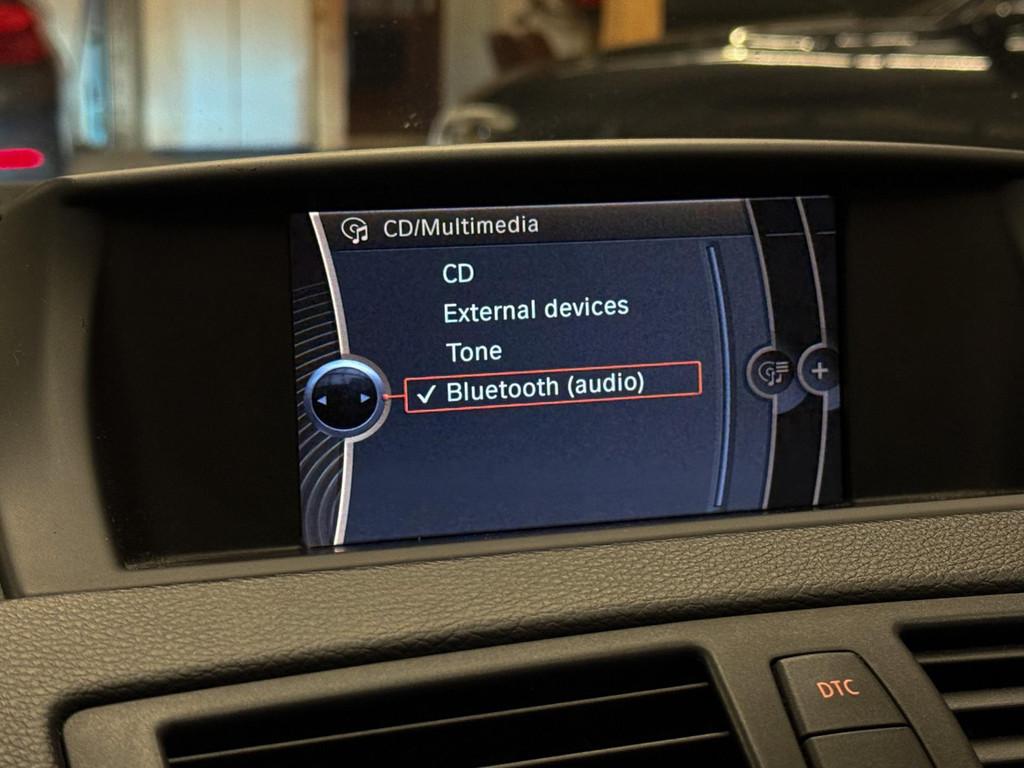 CD/Multimedia
CD
External devices
Tone
✓ Bluetooth (audio)
+
DTC